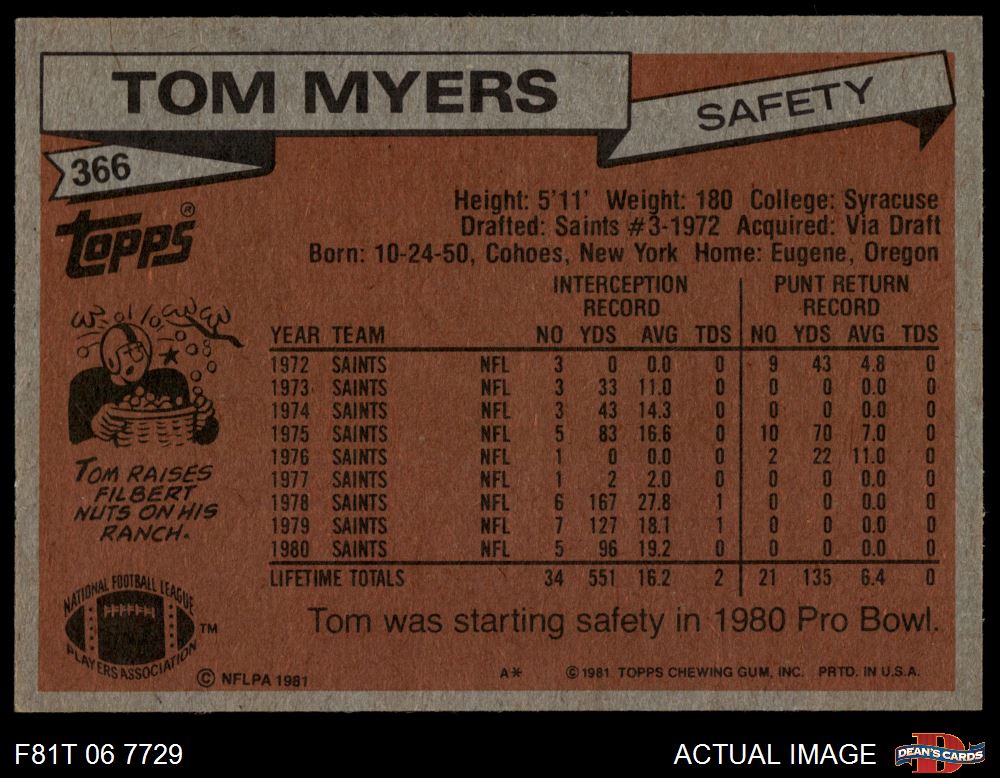 TOM MYERS
SAFETY
366
topps®
Height: 5'11' Weight: 180 College: Syracuse
Drafted: Saints #3-1972 Acquired: Via Draft
Born: 10-24-50, Cohoes, New York Home: Eugene, Oregon
INTERCEPTION RECORD PUNT RETURN RECORD
YEAR TEAM NO YDS AVG TDS NO YDS AVG TDS
1972 SAINTS NFL 3 0 0.0 0 9 43 4.8 0
1973 SAINTS NFL 3 33 11.0 0 0 0 0.0 0
1974 SAINTS NFL 3 43 14.3 0 0 0 0.0 0
1975 SAINTS NFL 5 83 16.6 0 10 70 7.0 0
1976 SAINTS NFL 1 0 0.0 0 2 22 11.0 0
1977 SAINTS NFL 1 2 2.0 0 0 0 0.0 0
1978 SAINTS NFL 6 167 27.8 1 0 0 0.0 0
1979 SAINTS NFL 7 127 18.1 1 0 0 0.0 0
1980 SAINTS NFL 5 96 19.2 0 0 0 0.0 0
LIFETIME TOTALS 34 551 16.2 2 21 135 6.4 0
TOM RAISES
FILBERT
NUTS ON HIS
RANCH.
Tom was starting safety in 1980 Pro Bowl.
NATIONAL FOOTBALL LEAGUE
PLAYERS ASSOCIATION
TM
© NFLPA 1981
A* © 1981 TOPPS CHEWING GUM, INC. PRTD. IN U.S.A.
F81T 06 7729
ACTUAL IMAGE
D
DEAN'S CARDS